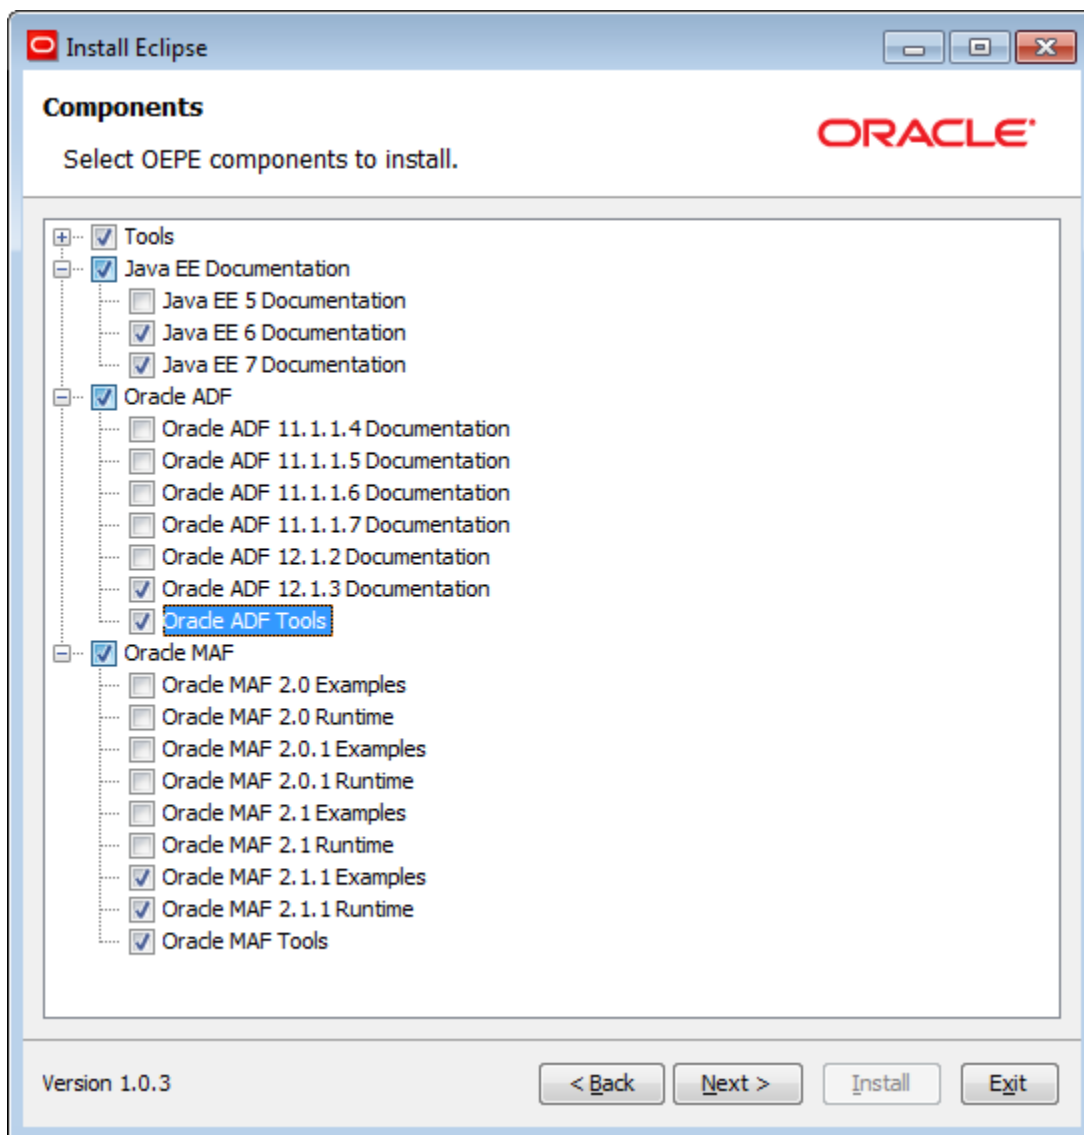 Install Eclipse
Components
ORACLE
Select OEPE components to install.
Tools
Java EE Documentation
Java EE 5 Documentation
Java EE 6 Documentation
Java EE 7 Documentation
Oracle ADF
Oracle ADF 11.1.1.4 Documentation
Oracle ADF 11.1.1.5 Documentation
Oracle ADF 11.1.1.6 Documentation
Oracle ADF 11.1.1.7 Documentation
Oracle ADF 12.1.2 Documentation
Oracle ADF 12.1.3 Documentation
Oracle ADF Tools
Oracle MAF
Oracle MAF 2.0 Examples
Oracle MAF 2.0 Runtime
Oracle MAF 2.0.1 Examples
Oracle MAF 2.0.1 Runtime
Oracle MAF 2.1 Examples
Oracle MAF 2.1 Runtime
Oracle MAF 2.1.1 Examples
Oracle MAF 2.1.1 Runtime
Oracle MAF Tools
Version 1.0.3
< Back
Next >
Install
Exit